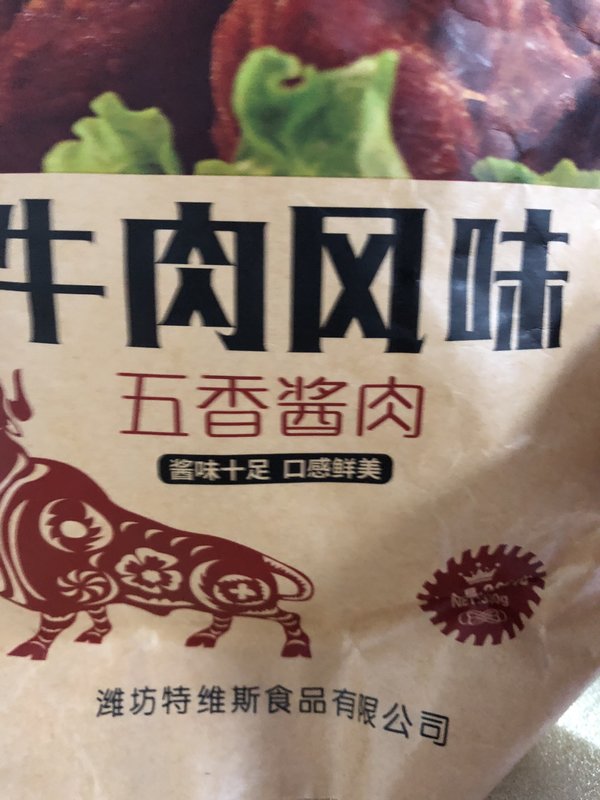 牛肉风味
五香酱肉
酱味十足 口感鲜美
潍坊特维斯食品有限公司